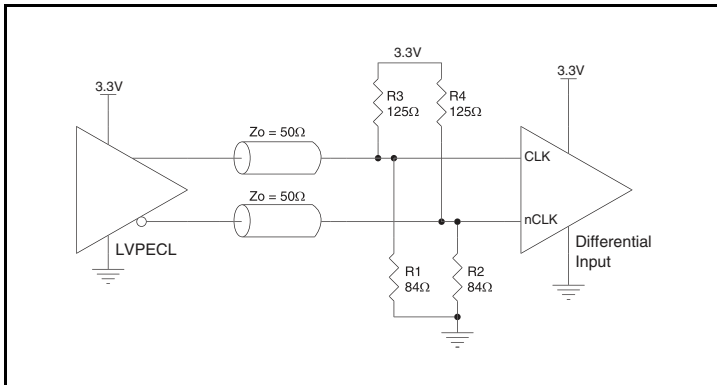 3.3V
3.3V
3.3V
R3
125Ω
R4
125Ω
Zo = 50Ω
CLK
Zo = 50Ω
nCLK
LVPECL
Differential
Input
R1
84Ω
R2
84Ω